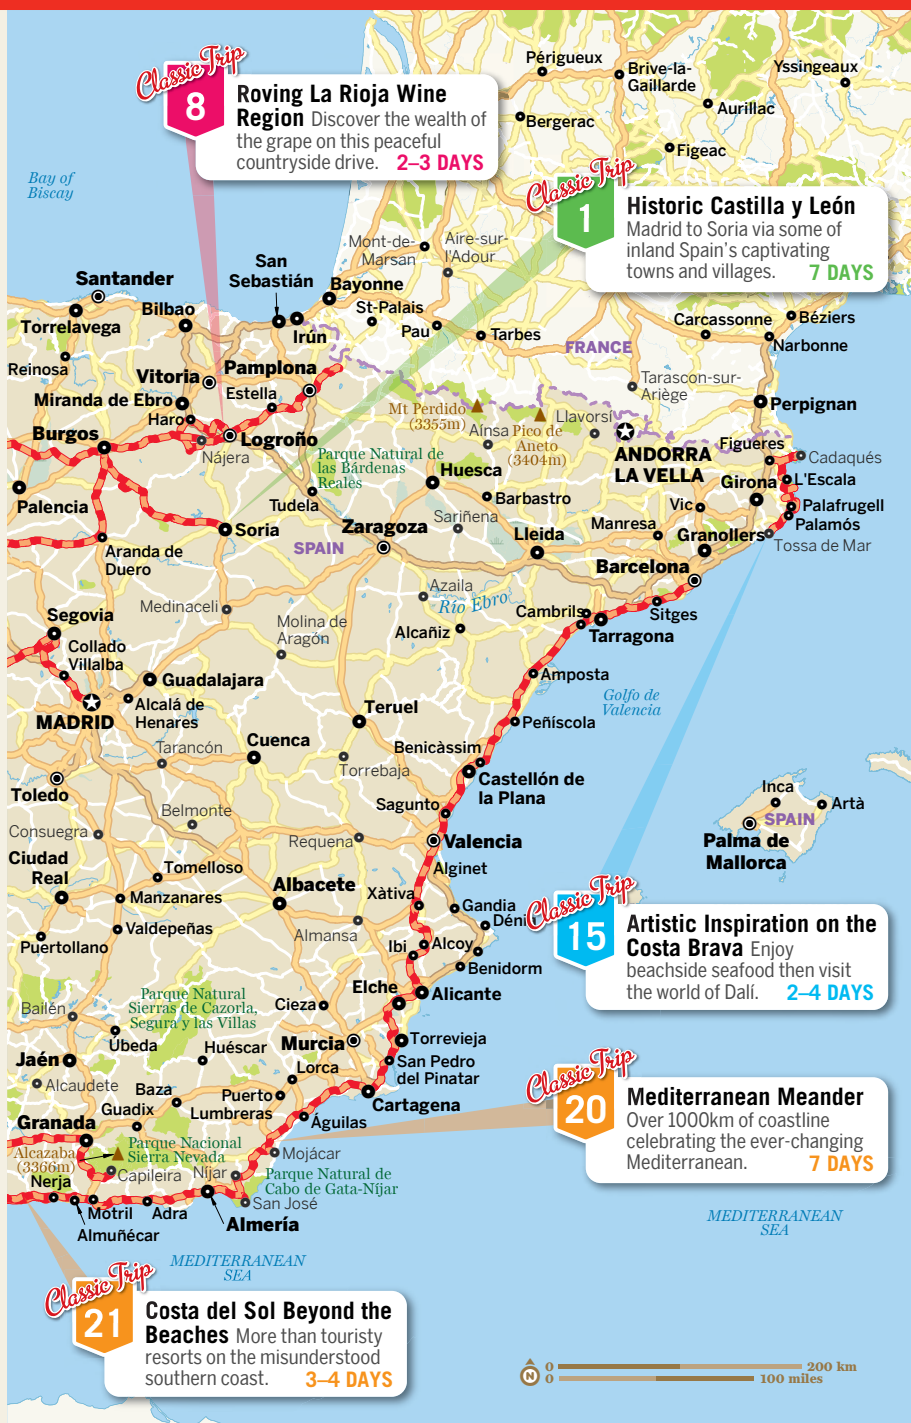 Classic Trip
8
Roving La Rioja Wine
Region Discover the wealth of
the grape on this peaceful
countryside drive. 2–3 DAYS
Classic Trip
1
Historic Castilla y León
Madrid to Soria via some of
inland Spain's captivating
towns and villages. 7 DAYS
Périgueux
Brive-la-
Gaillarde
Yssingeaux
Aurillac
Bergerac
Figeac
Bay of
Biscay
Mont-de-
Marsan
Aire-sur-
l'Adour
San
Sebastián
Santander
Bayonne
Bilbao
St-Palais
Torrelavega
Irún
Pau
Tarbes
Carcassonne
Béziers
Narbonne
FRANCE
Reinosa
Vitoria
Pamplona
Tarascon-sur-
Ariège
Miranda de Ebro
Estella
Mt Perdido
(3355m)
Llavorsí
Perpignan
Haro
Aínsa
Pico de
Aneto
(3404m)
Burgos
Logroño
ANDORRA
LA VELLA
Figueres
Cadaqués
Nájera
Parque Natural de
las Bárdenas
Reales
Huesca
Girona
L'Escala
Palencia
Tudela
Barbastro
Vic
Palafrugell
Sariñena
Manresa
Palamós
Soria
Zaragoza
Lleida
Granollers
Tossa de Mar
SPAIN
Aranda de
Duero
Barcelona
Azaila
Río Ebro
Medinaceli
Cambrils
Sitges
Segovia
Molina de
Aragón
Alcañiz
Tarragona
Collado
Villalba
Guadalajara
Amposta
Golfo de
Valencia
MADRID
Alcalá de
Henares
Teruel
Peñíscola
Tarancón
Cuenca
Benicàssim
Torrebaja
Toledo
Castellón de
la Plana
Inca
Artà
Sagunto
SPAIN
Belmonte
Palma de
Mallorca
Consuegra
Requena
Valencia
Ciudad
Real
Tomelloso
Alginet
Manzanares
Albacete
Xàtiva
Gandia
Valdepeñas
Almansa
Puertollano
Ibi
Alcoy
Benidorm
Classic Trip
15
Artistic Inspiration on the
Costa Brava Enjoy
beachside seafood then visit
the world of Dalí. 2–4 DAYS
Elche
Alicante
Bailén
Parque Natural
Sierras de Cazorla,
Segura y las Villas
Cieza
Úbeda
Huéscar
Murcia
Torrevieja
Jaén
Lorca
San Pedro
del Pinatar
Alcaudete
Baza
Puerto
Lumbreras
Cartagena
Guadix
Águilas
Granada
Classic Trip
20
Mediterranean Meander
Over 1000km of coastline
celebrating the ever-changing
Mediterranean. 7 DAYS
Alcazaba
(3366m)
Parque Nacional
Sierra Nevada
Mojácar
Capileira
Níjar
Parque Natural de
Cabo de Gata-Níjar
Nerja
San José
Motril
Adra
Almería
Almuñécar
MEDITERRANEAN
SEA
MEDITERRANEAN
SEA
Classic Trip
21
Costa del Sol Beyond the
Beaches More than touristy
resorts on the misunderstood
southern coast. 3–4 DAYS
N
0 200 km
0 100 miles